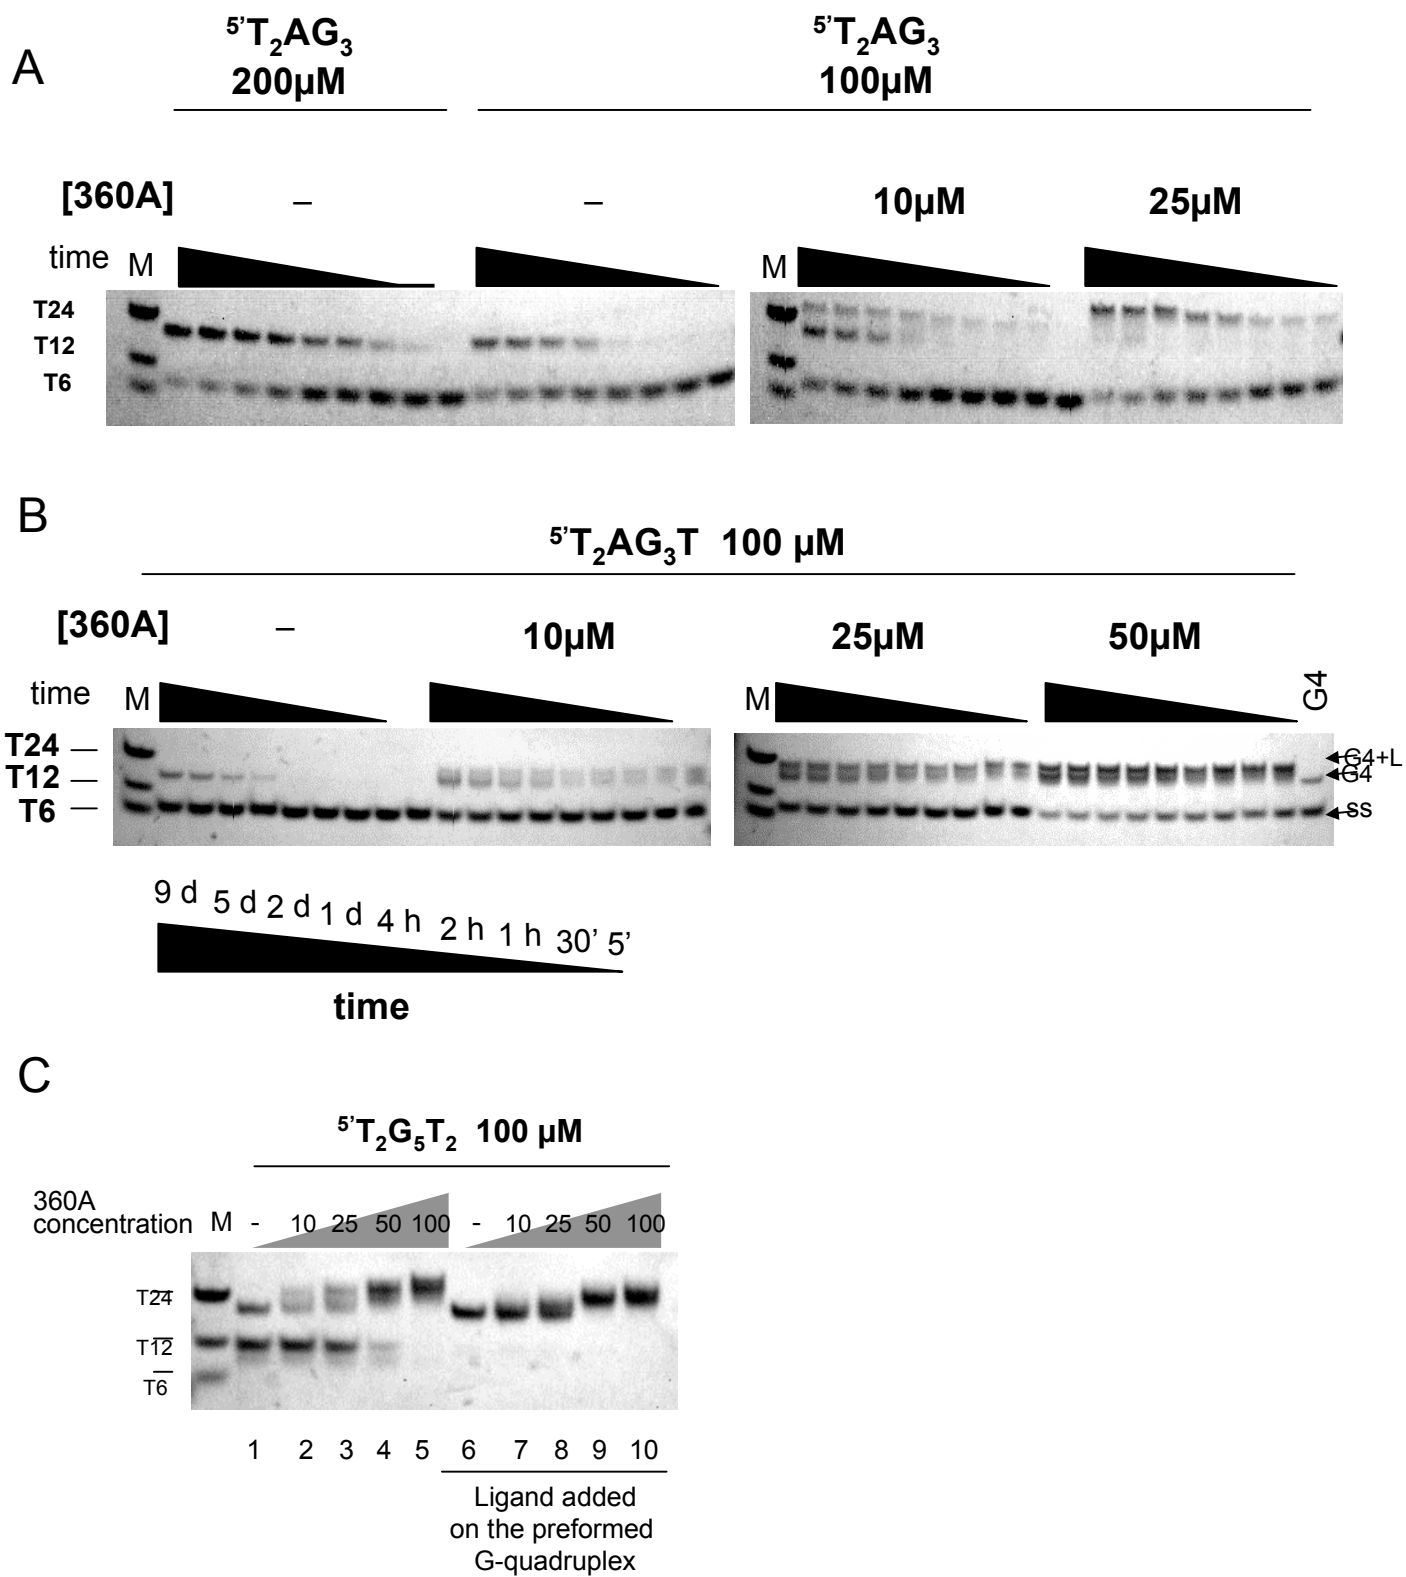 A
5'T2AG3
200µM
5'T2AG3
100µM
[360A] – – 10µM 25µM
time M M
T24
T12
T6
B
5'T2AG3T 100 µM
[360A] – 10µM 25µM 50µM
time M M G4
T24
T12
T6
G4+L
G4
ss
9 d 5 d 2 d 1 d 4 h 2 h 1 h 30' 5'
time
C
5'T2G5T2 100 µM
360A
concentration M - 10 25 50 100 - 10 25 50 100
T24
T12
T6
1 2 3 4 5 6 7 8 9 10
Ligand added
on the preformed
G-quadruplex